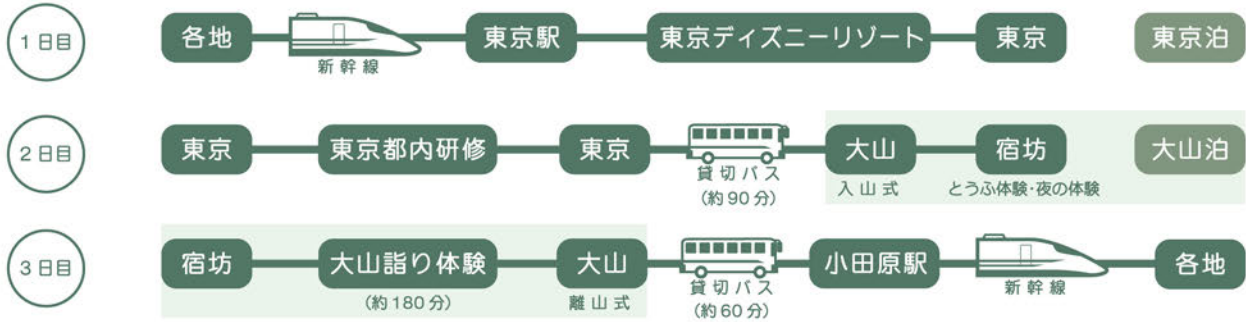 1日目
各地
新幹線
東京駅
東京ディズニーリゾート
東京
東京泊
2日目
東京
東京都内研修
東京
貸切バス
(約90分)
大山
入山式
宿坊
とうふ体験・夜の体験
大山泊
3日目
宿坊
大山詣り体験
(約180分)
大山
離山式
貸切バス
(約60分)
小田原駅
新幹線
各地